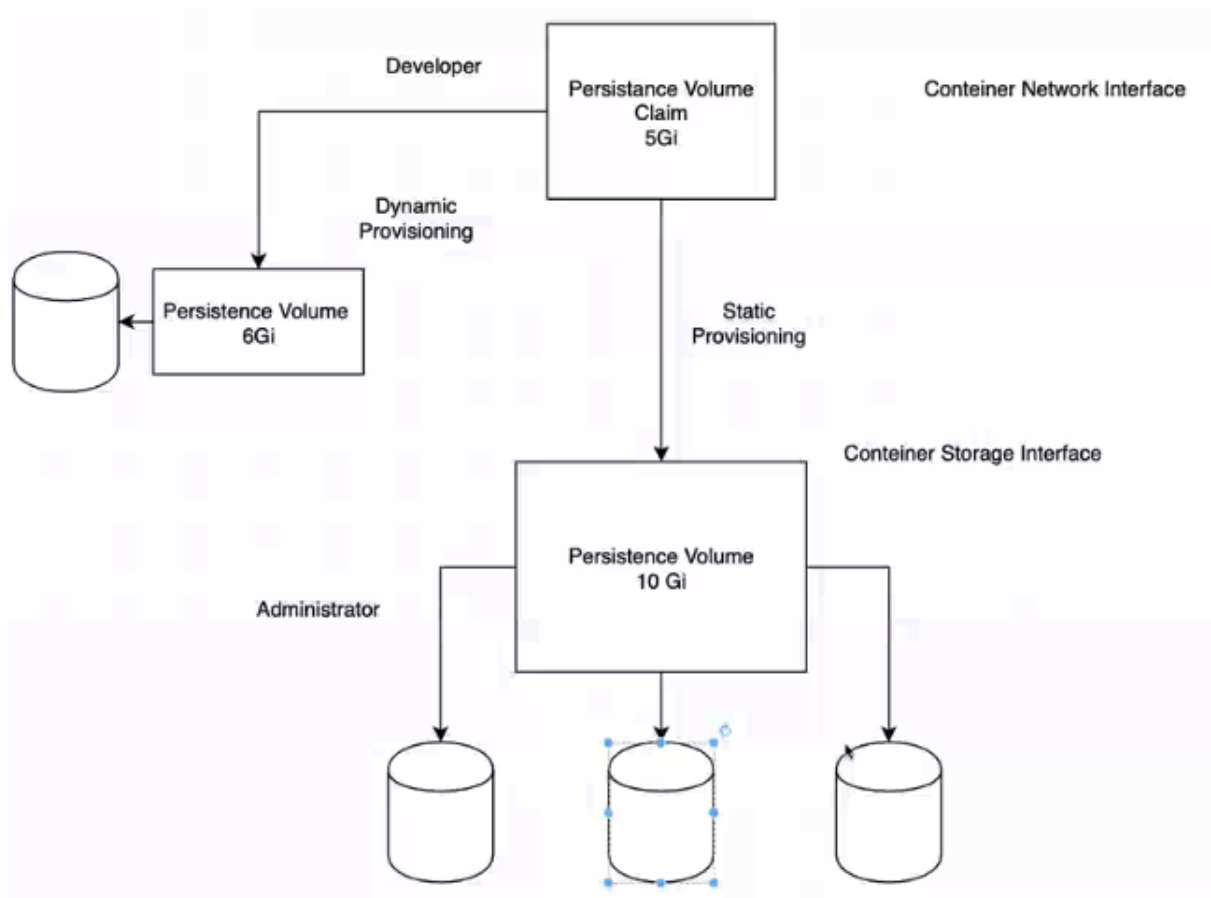 Developer
Persistance Volume
Claim
5Gi
Conteiner Network Interface
Dynamic
Provisioning
Persistence Volume
6Gi
Static
Provisioning
Conteiner Storage Interface
Persistence Volume
10 Gi
Administrator